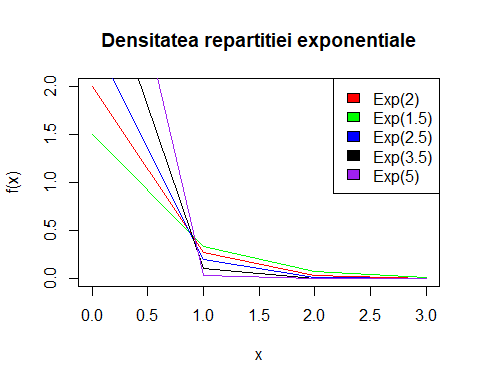 Densitatea repartitiei exponentiale
f(x)
2.0
1.5
1.0
0.5
0.0
Exp(2)
Exp(1.5)
Exp(2.5)
Exp(3.5)
Exp(5)
0.0 0.5 1.0 1.5 2.0 2.5 3.0
x